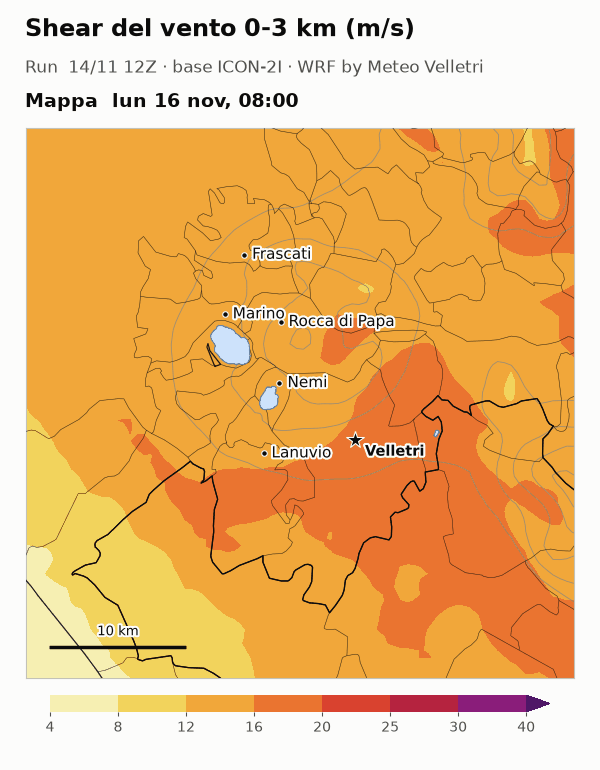 Shear del vento 0-3 km (m/s)
Run  14/11 12Z · base ICON-2I · WRF by Meteo Velletri
Mappa  lun 16 nov, 08:00
Frascati
Marino
Rocca di Papa
Nemi
Velletri
Lanuvio
10 km
4 8 12 16 20 25 30 40